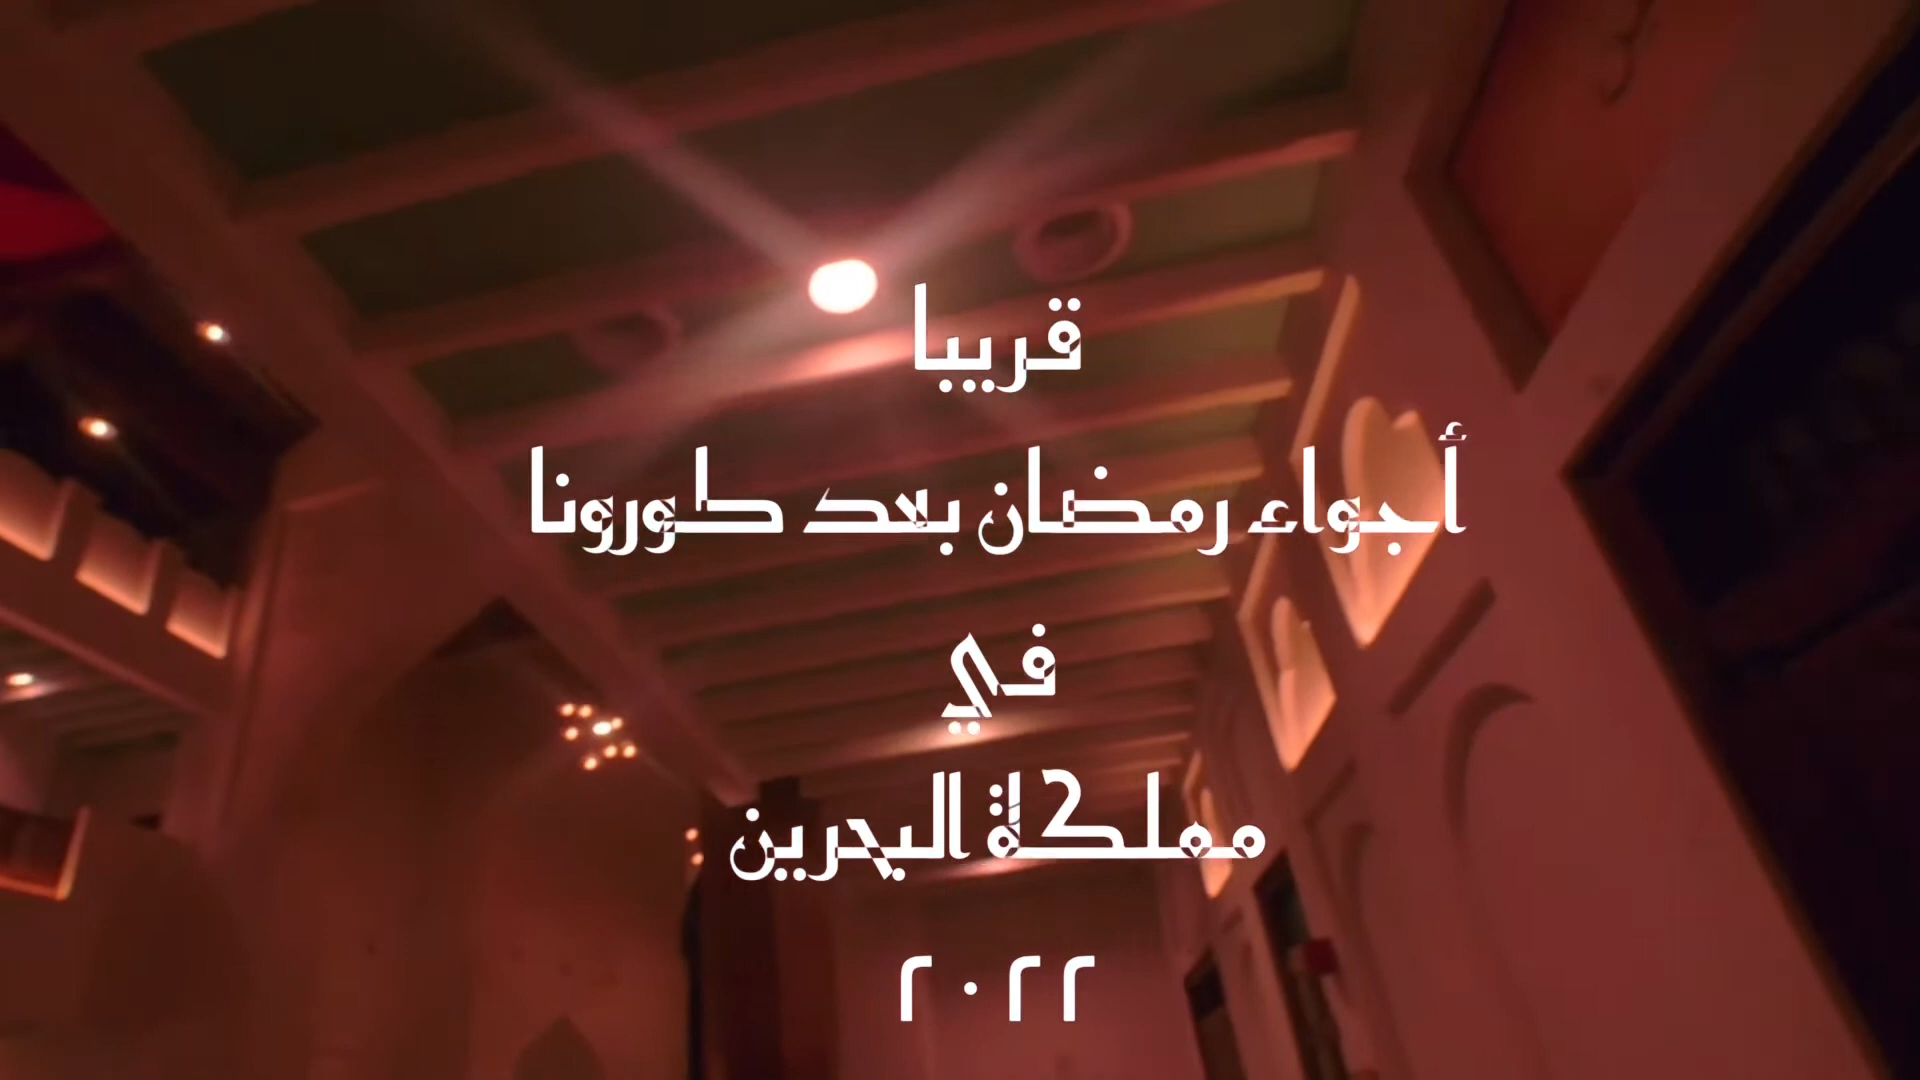 قريبا
أجواء رمضان بعد كورونا
في
مملكة البحرين
٢٠٢٢